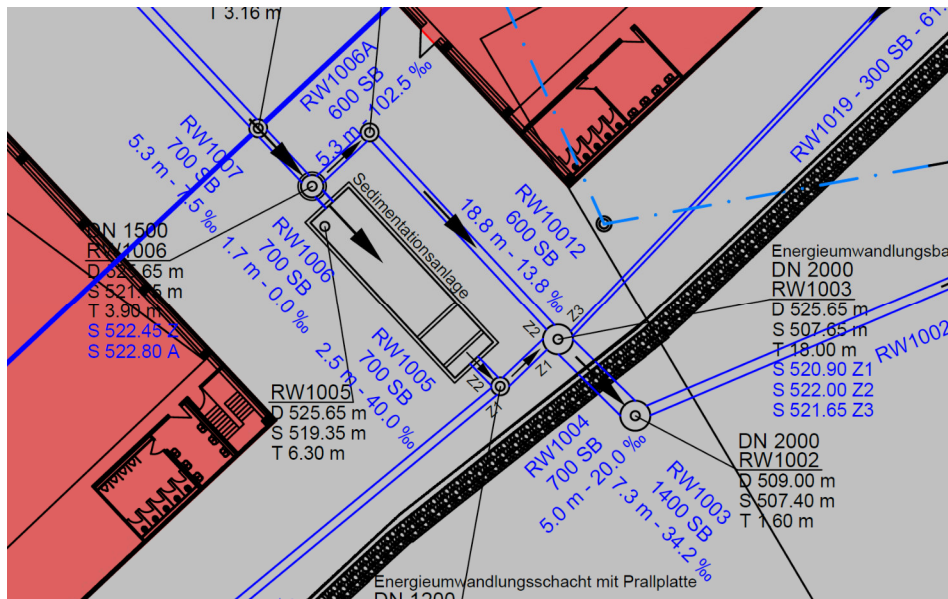 T 3.16 m
RW1006A
600 SB
5.3 m - 102.5 ‰
RW1007
700 SB
5.3 m - 7.5 ‰
RW1019 - 300 SB - 61.
Sedimentationsanlage
RW10012
600 SB
18.8 m - 13.8 ‰
DN 1500
RW1006
D 525.65 m
T 3.90 m
S 522.45 Z
S 522.80 A
RW1006
700 SB
1.7 m - 0.0 ‰
RW1005
700 SB
2.5 m - 40.0 ‰
Z2
Z1
Z2
Z3
Z1
Energieumwandlungsba
DN 2000
RW1003
D 525.65 m
S 507.65 m
T 18.00 m
S 520.90 Z1
S 522.00 Z2
S 521.65 Z3
RW1002
RW1005
D 525.65 m
S 519.35 m
T 6.30 m
RW1004
700 SB
5.0 m - 20.0 ‰
RW1003
1400 SB
7.3 m - 34.2 ‰
DN 2000
RW1002
D 509.00 m
S 507.40 m
T 1.60 m
Energieumwandlungsschacht mit Prallplatte
DN 1200